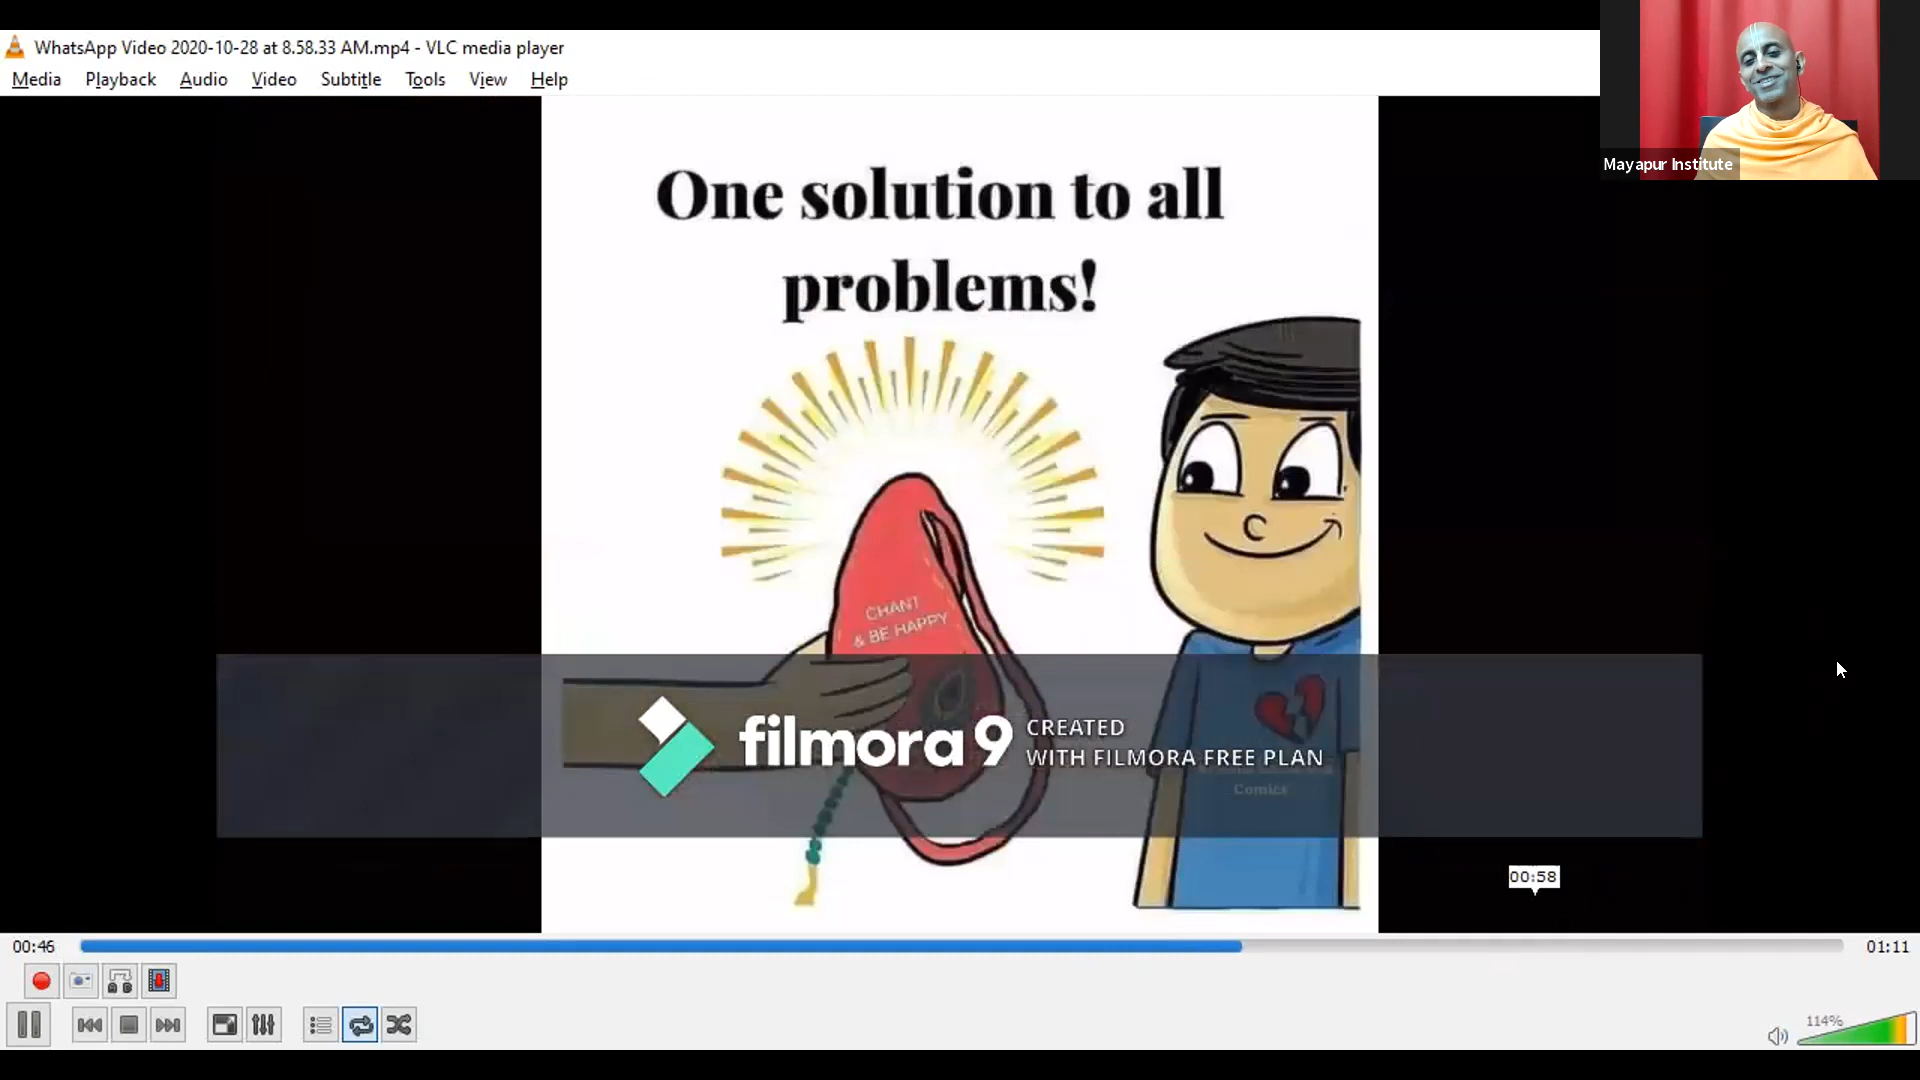 WhatsApp Video 2020-10-28 at 8.58.33 AM.mp4 - VLC media player
Media Playback Audio Video Subtitle Tools View Help
Mayapur Institute
One solution to all
problems!
CHANT
& BE HAPPY
filmora9
CREATED
WITH FILMORA FREE PLAN
Comics
00:58
00:46
01:11
114%